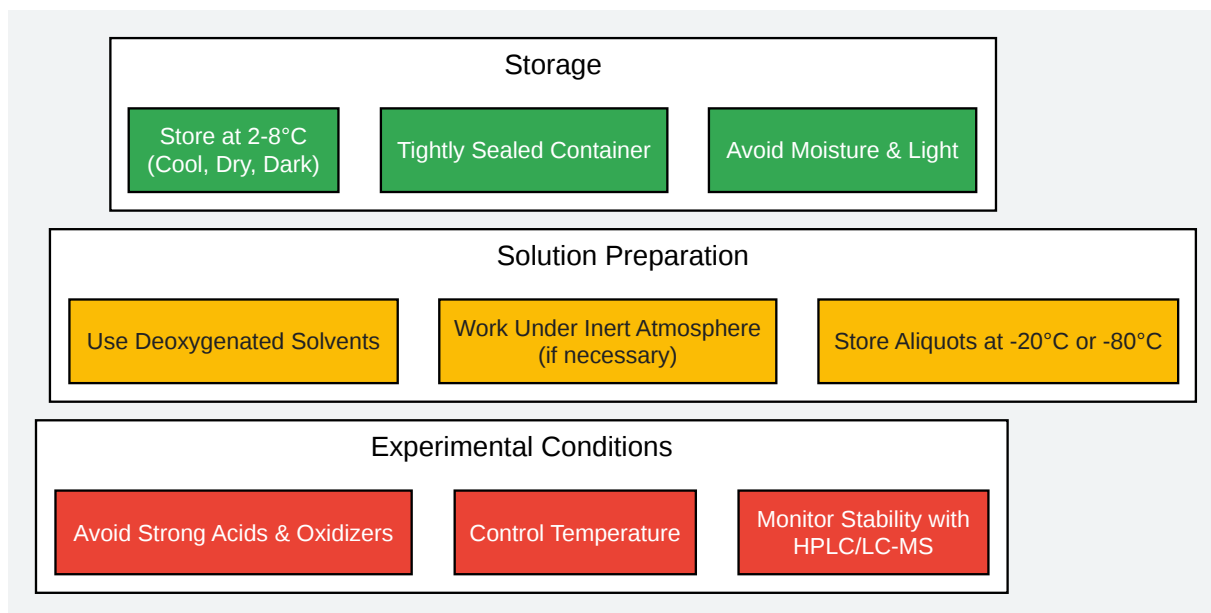 Storage
Store at 2-8°C
(Cool, Dry, Dark)
Tightly Sealed Container
Avoid Moisture & Light
Solution Preparation
Use Deoxygenated Solvents
Work Under Inert Atmosphere
(if necessary)
Store Aliquots at -20°C or -80°C
Experimental Conditions
Avoid Strong Acids & Oxidizers
Control Temperature
Monitor Stability with
HPLC/LC-MS